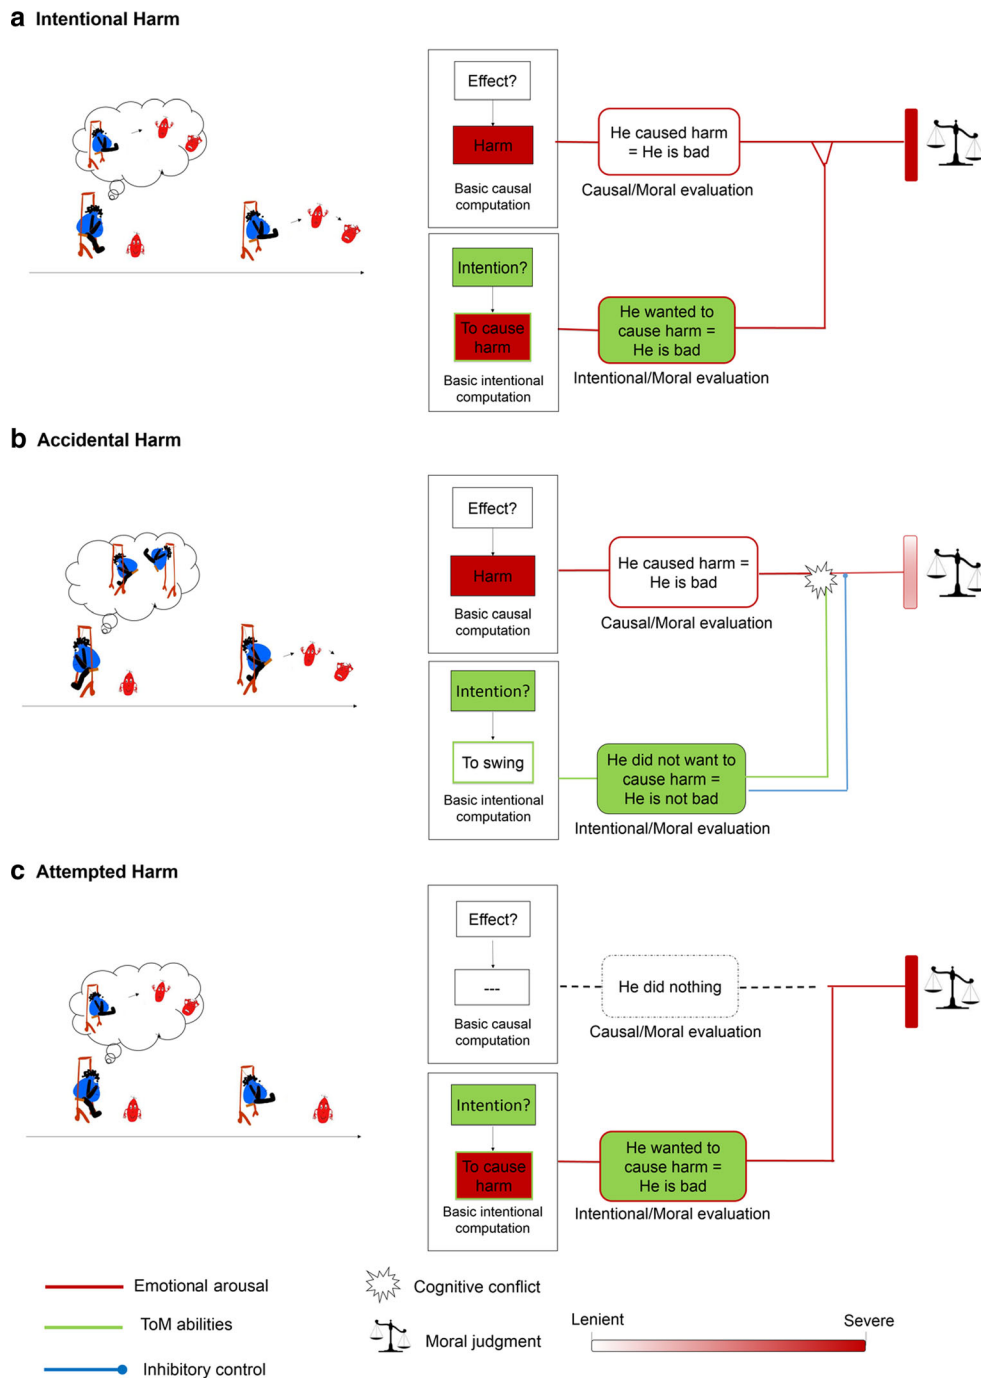 a Intentional Harm
Effect?
Harm
Basic causal
computation
He caused harm
= He is bad
Causal/Moral evaluation
Intention?
To cause
harm
Basic intentional
computation
He wanted to
cause harm =
He is bad
Intentional/Moral evaluation
b Accidental Harm
Effect?
Harm
Basic causal
computation
He caused harm =
He is bad
Causal/Moral evaluation
Intention?
To swing
Basic intentional
computation
He did not want to
cause harm =
He is not bad
Intentional/Moral evaluation
c Attempted Harm
Effect?
---
Basic causal
computation
He did nothing
Causal/Moral evaluation
Intention?
To cause
harm
Basic intentional
computation
He wanted to
cause harm =
He is bad
Intentional/Moral evaluation
Emotional arousal
ToM abilities
Inhibitory control
Cognitive conflict
Moral judgment
Lenient
Severe